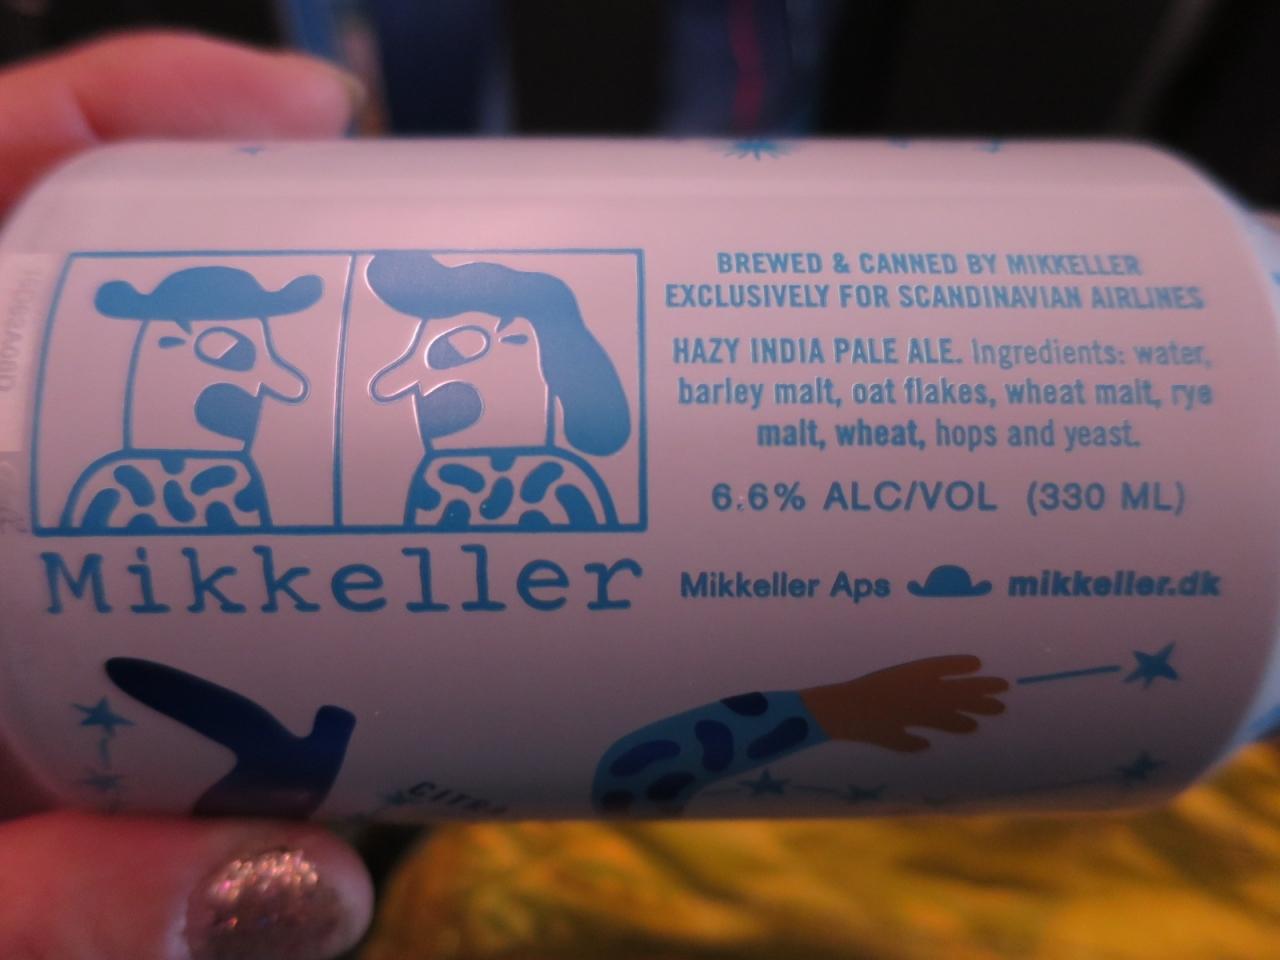 Mikkeller
BREWED & CANNED BY MIKKELLER
EXCLUSIVELY FOR SCANDINAVIAN AIRLINES
HAZY INDIA PALE ALE. Ingredients: water,
barley malt, oat flakes, wheat malt, rye
malt, wheat, hops and yeast.
6.6% ALC/VOL (330 ML)
Mikkeller Aps mikkeller.dk
CITRA